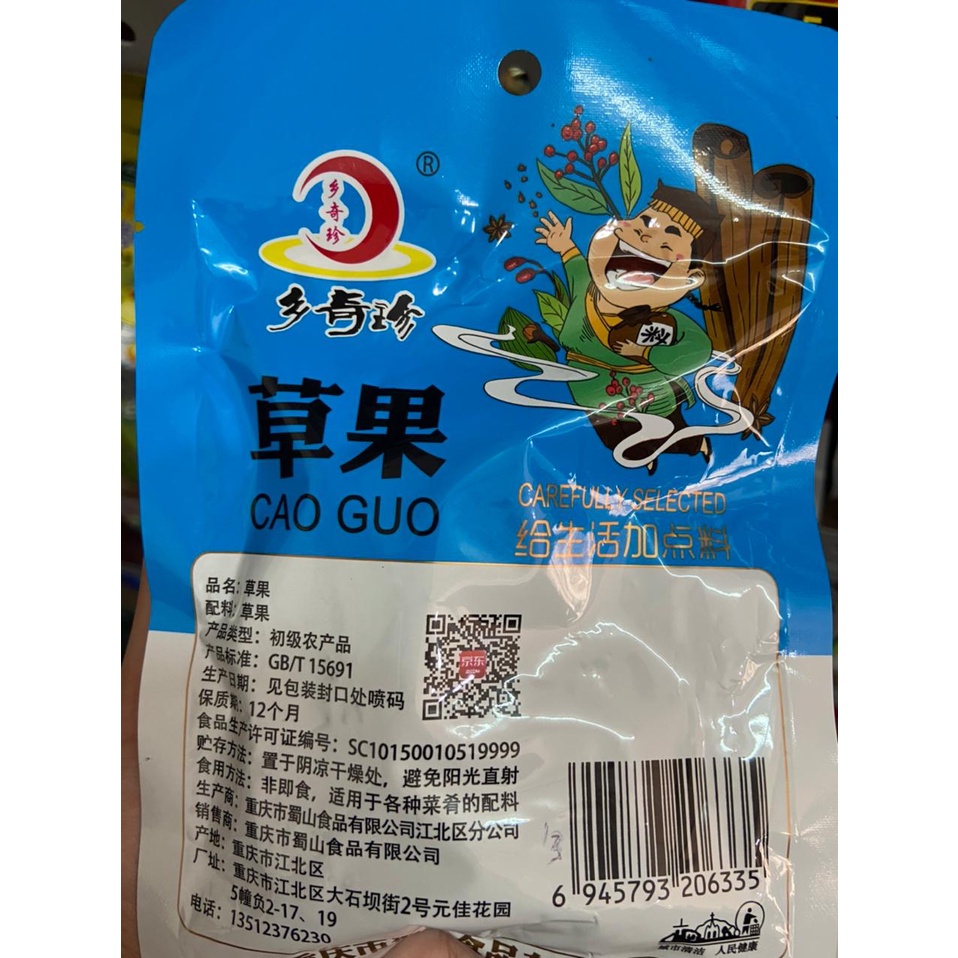 ®
乡奇珍
乡奇珍
料
草果
CAO GUO
CAREFULLY SELECTED
给生活加点料
品名:草果
配料:草果
产品类型：初级农产品
产品标准：GB/T 15691
生产日期：见包装封口处喷码
保质期：12个月
食品生产许可证编号：SC10150010519999
贮存方法：置于阴凉干燥处，避免阳光直射
食用方法：非即食，适用于各种菜肴的配料
生产商：重庆市蜀山食品有限公司江北区分公司
销售商：重庆市蜀山食品有限公司
产地：重庆市江北区
厂址：重庆市江北区大石坝街2号元佳花园
5幢负2-17、19
电话：13512376230
京东
6 945793 206335
城市清洁 人民健康